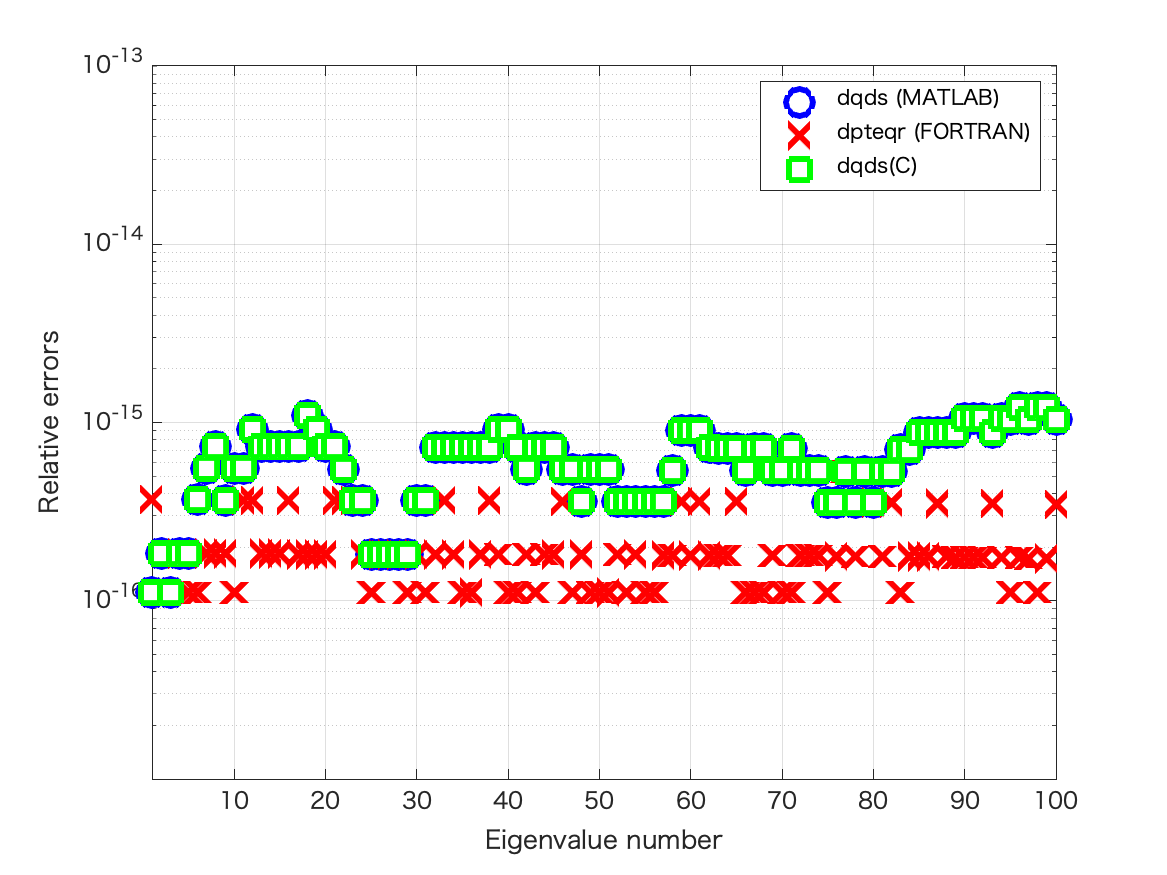 10-13
dqds (MATLAB)
dpteqr (FORTRAN)
dqds(C)
10-14
Relative errors
10-15
10-16
10 20 30 40 50 60 70 80 90 100
Eigenvalue number